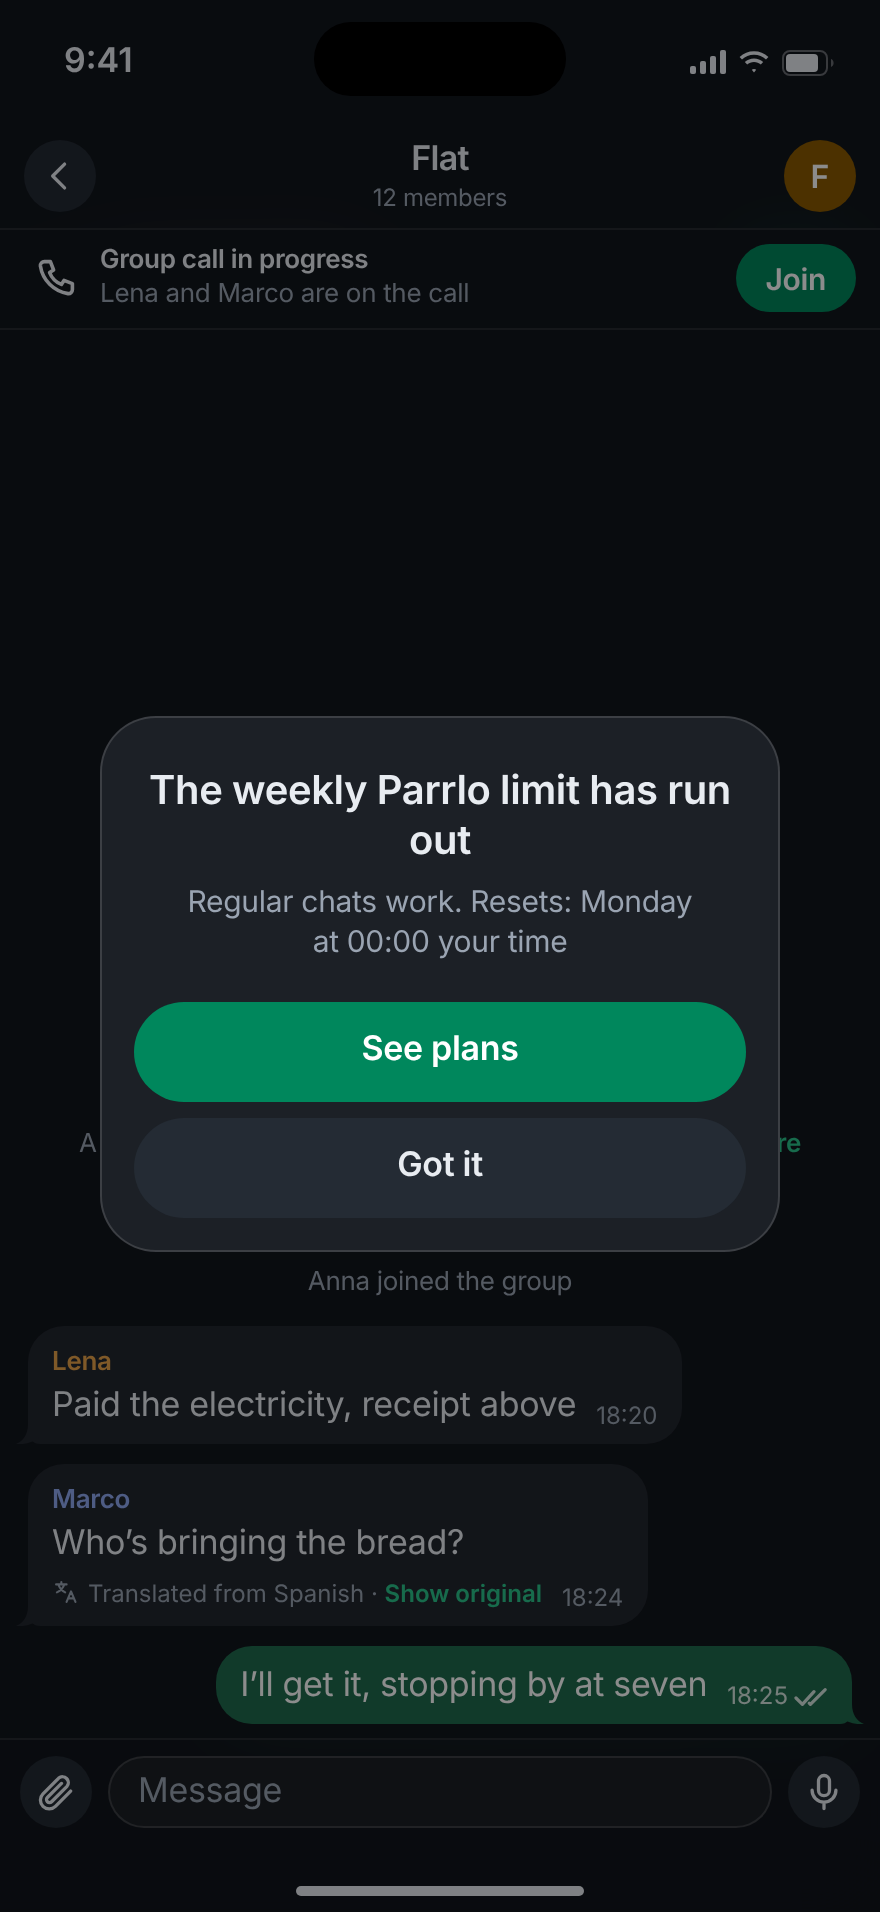 9:41
Flat
12 members
F
Group call in progress
Lena and Marco are on the call
Join
The weekly Parrlo limit has run
out
Regular chats work. Resets: Monday
at 00:00 your time
See plans
Got it
Anna joined the group
Lena
Paid the electricity, receipt above 18:20
Marco
Who’s bringing the bread?
Translated from Spanish · Show original 18:24
I’ll get it, stopping by at seven 18:25
Message